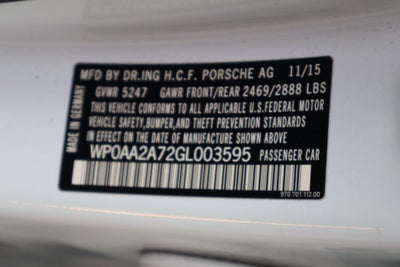 MFD BY DR.ING H.C.F. PORSCHE AG 11/15
GVWR 5247 GAWR FRONT/REAR 2469/2888 LBS
THIS CAR CONFORMS TO ALL APPLICABLE U.S.FEDERAL MOTOR
VEHICLE SAFETY, BUMPER AND THEFT PREVENTION STANDARDS
IN EFFECT ON DATE OF MANUFACTURE SHOWN ABOVE
WP0AA2A72GL003595 PASSENGER CAR
970.701.112.00
MADE IN GERMANY